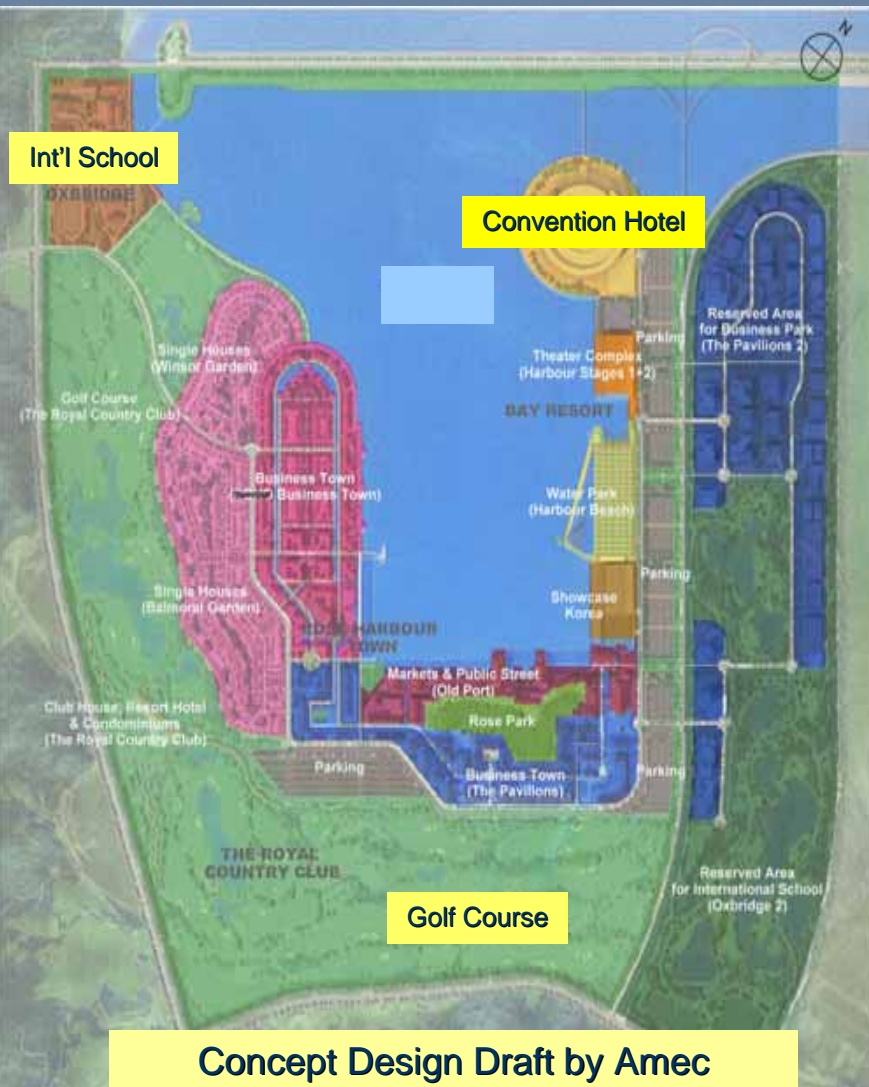 N
Int'l School
OXBRIDGE
Convention Hotel
Reserved Area
for Business Park
(The Pavilions 2)
Parking
Single Houses
(Winsor Garden)
Theater Complex
(Harbour Stages 1+2)
Golf Course
(The Royal Country Club)
BAY RESORT
Business Town
Business Town)
Water Park
(Harbour Beach)
Parking
Single Houses
(Balmoral Garden)
Showcase
Korea
ROSE HARBOUR
TOWN
Markets & Public Street
(Old Port)
Club House, Resort Hotel
& Condominiums
(The Royal Country Club)
Rose Park
Parking
Business Town
(The Pavilions)
Parking
THE ROYAL
COUNTRY CLUB
Reserved Area
for International School
(Oxbridge 2)
Golf Course
Concept Design Draft by Amec